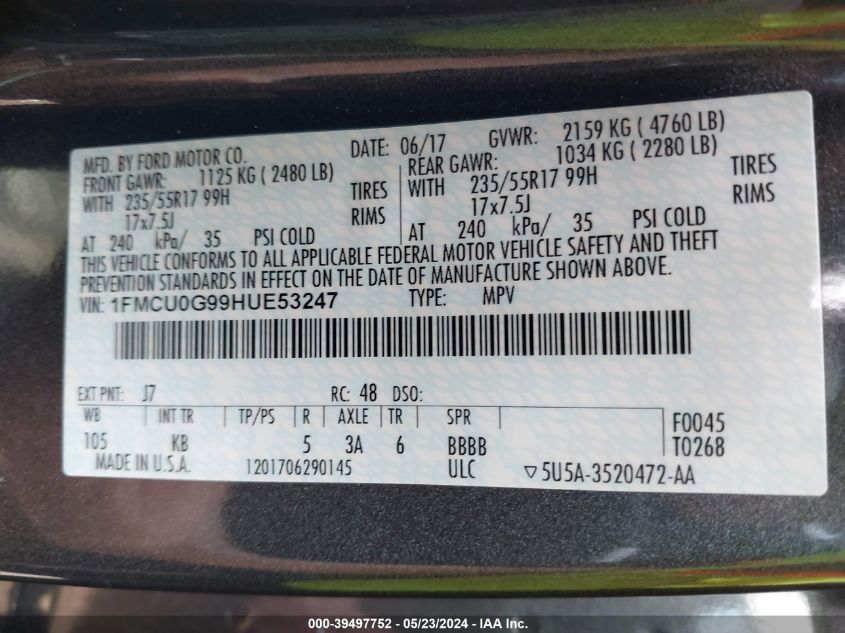 MFD. BY FORD MOTOR CO. DATE: 06/17 GVWR: 2159 KG ( 4760 LB)
FRONT GAWR: 1125 KG ( 2480 LB) REAR GAWR: 1034 KG ( 2280 LB)
WITH 235/55R17 99H TIRES WITH 235/55R17 99H TIRES
17x7.5J RIMS 17x7.5J RIMS
AT 240 kPa/ 35 PSI COLD AT 240 kPa/ 35 PSI COLD
THIS VEHICLE CONFORMS TO ALL APPLICABLE FEDERAL MOTOR VEHICLE SAFETY AND THEFT
PREVENTION STANDARDS IN EFFECT ON THE DATE OF MANUFACTURE SHOWN ABOVE.
VIN: 1FMCU0G99HUE53247 TYPE: MPV
EXT PNT: J7 RC: 48 DSO:
WB INT TR TP/PS R AXLE TR SPR F0045
105 KB 5 3A 6 BBBB T0268
MADE IN U.S.A. 1201706290145 ULC ▽5U5A-3520472-AA
000-39497752 - 05/23/2024 - IAA Inc.